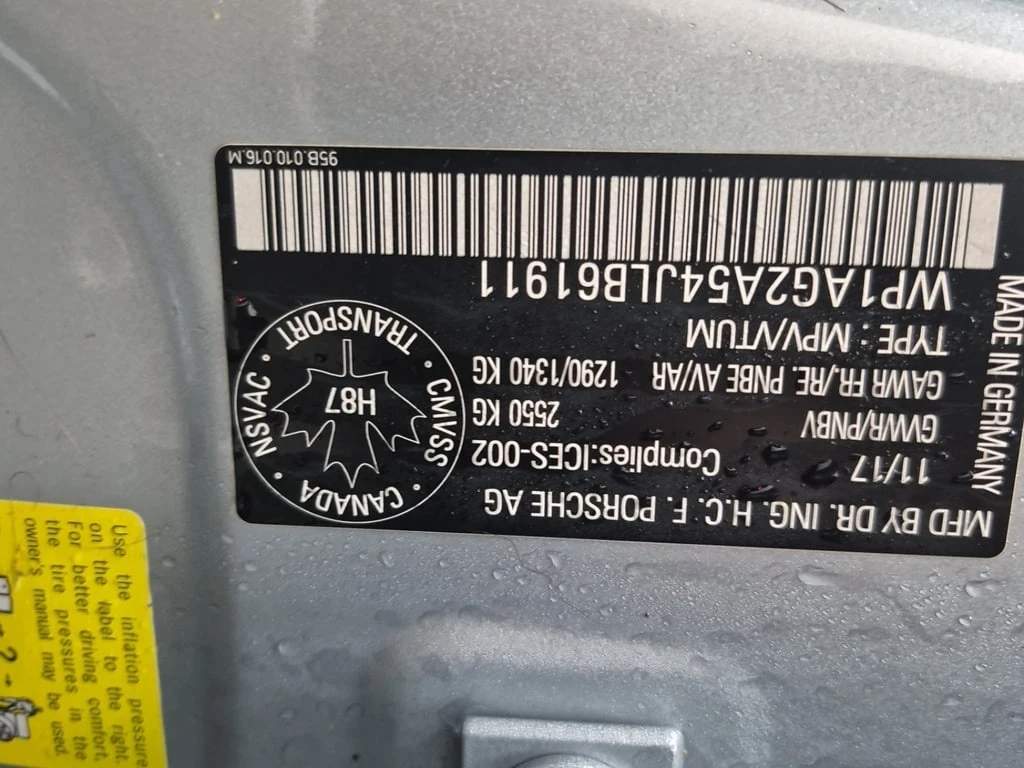 MFD BY DR. ING. H.C. F. PORSCHE AG
11/17 Complies:ICES-002
GVWR/PNBV 2550 KG
GAWR FR./RE. PNBE AV/AR 1290/1340 KG
TYPE : MPV/VTUM
WP1AG2A54JLB61911
95B.010.016.M
MADE IN GERMANY
CANADA • CMVSS • TRANSPORT • NSVAC •
H87
Use the inflation pressure
on the label to the right.
For better driving comfort,
the tire pressures in the
owner's manual may be used.